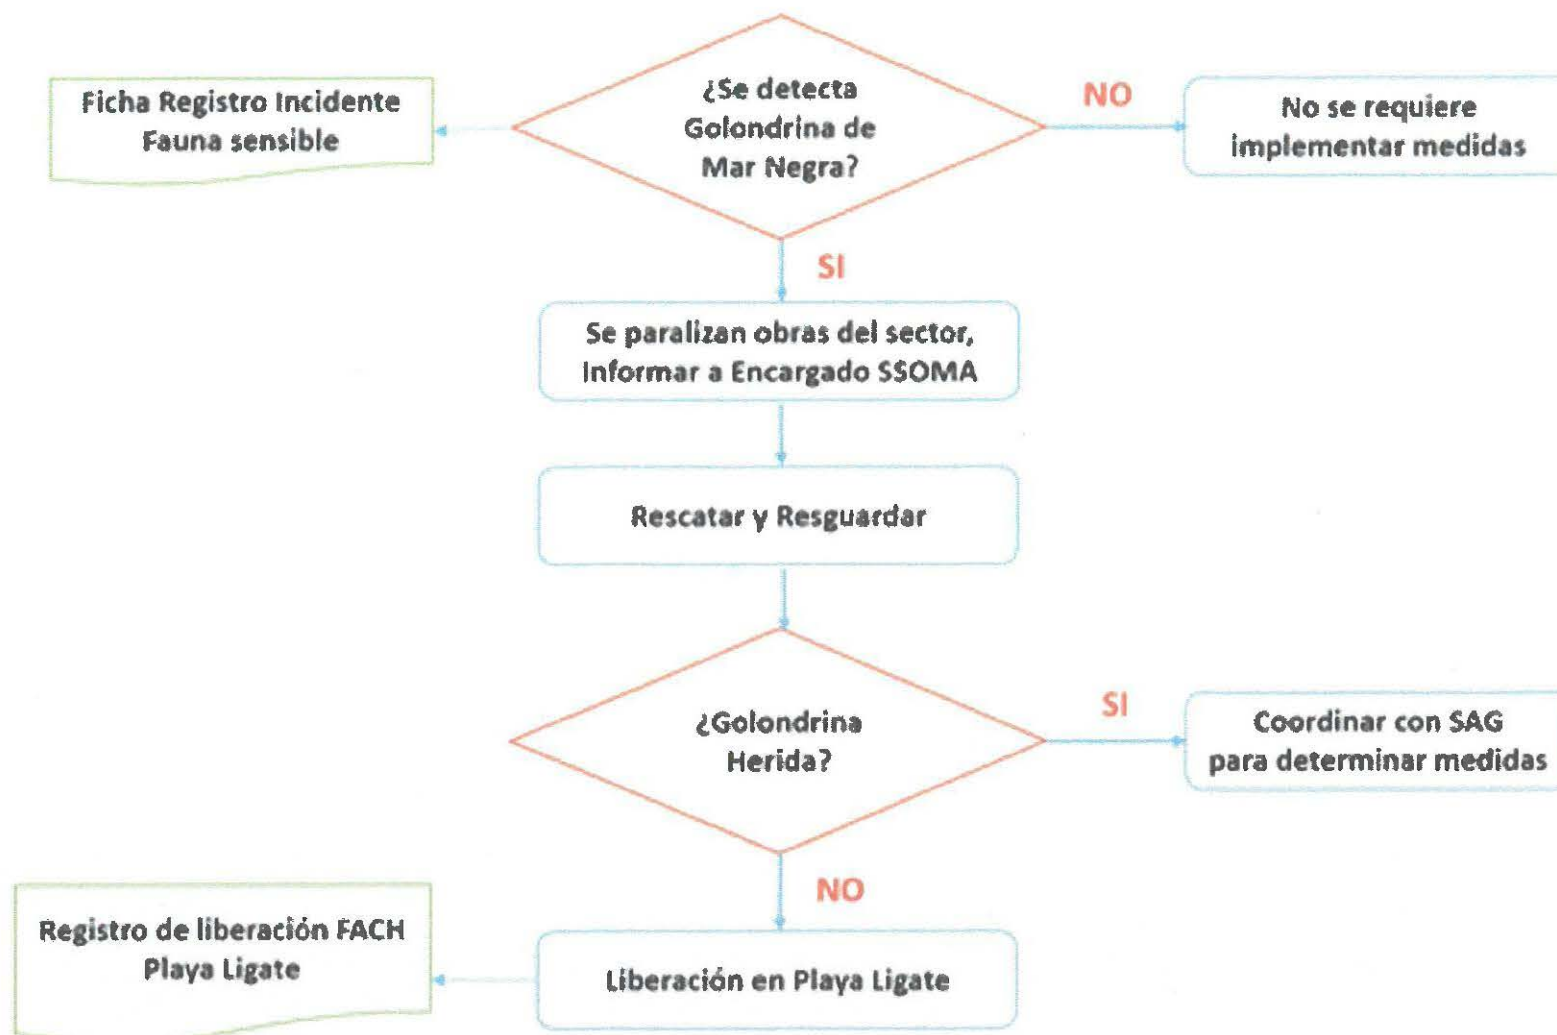 Ficha Registro Incidente
Fauna sensible
¿Se detecta
Golondrina de
Mar Negra?
NO
No se requiere
implementar medidas
SI
Se paralizan obras del sector,
Informar a Encargado SSOMA
Rescatar y Resguardar
¿Golondrina
Herida?
SI
Coordinar con SAG
para determinar medidas
NO
Registro de liberación FACH
Playa Ligate
Liberación en Playa Ligate